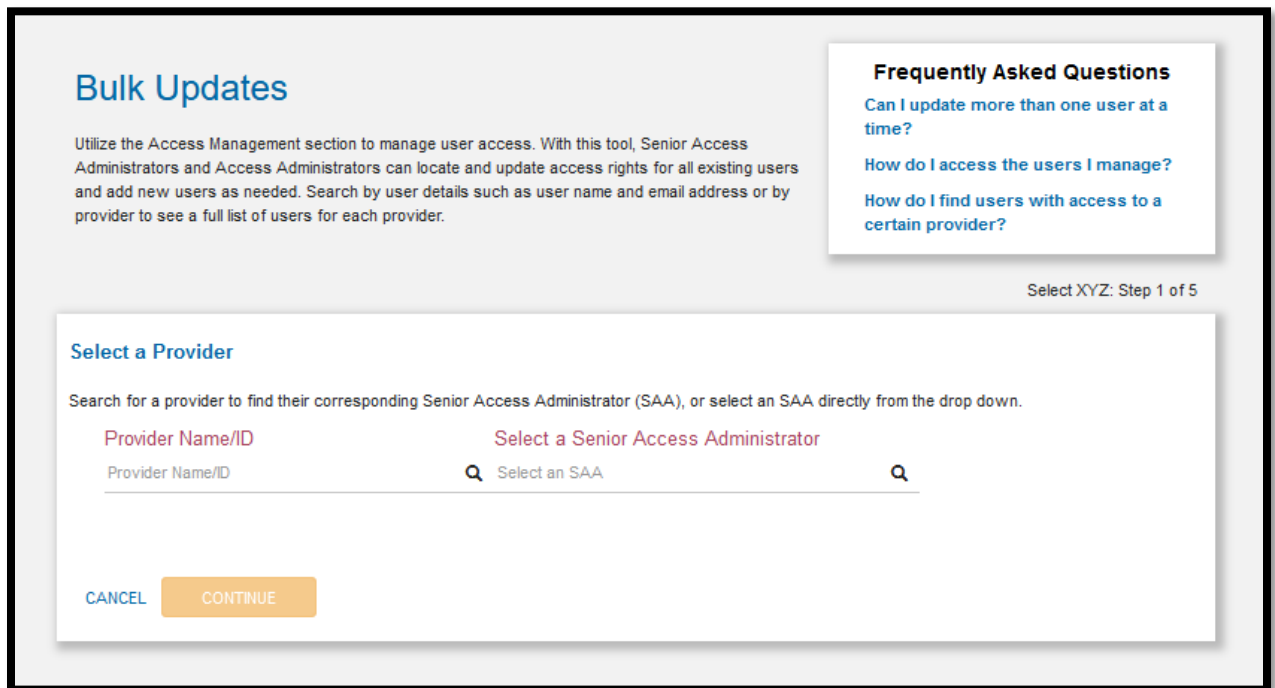 Bulk Updates
Utilize the Access Management section to manage user access. With this tool, Senior Access
Administrators and Access Administrators can locate and update access rights for all existing users
and add new users as needed. Search by user details such as user name and email address or by
provider to see a full list of users for each provider.
Frequently Asked Questions
Can I update more than one user at a
time?
How do I access the users I manage?
How do I find users with access to a
certain provider?
Select XYZ: Step 1 of 5
Select a Provider
Search for a provider to find their corresponding Senior Access Administrator (SAA), or select an SAA directly from the drop down.
Provider Name/ID
Select a Senior Access Administrator
Provider Name/ID
Select an SAA
CANCEL
CONTINUE